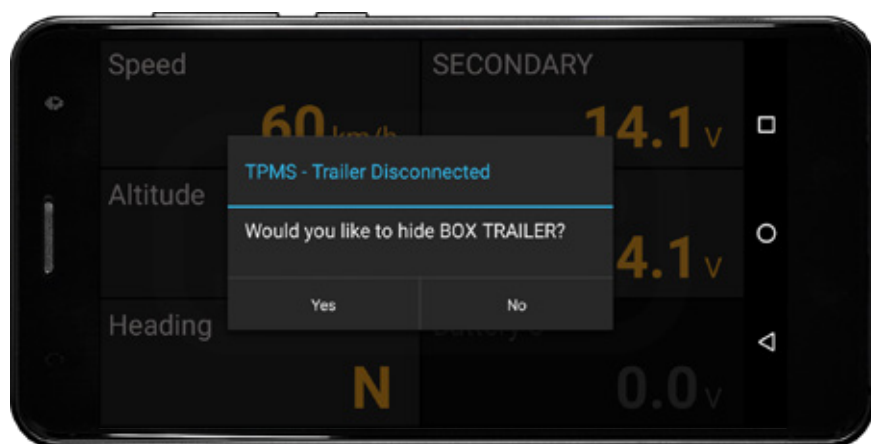 Speed
60 km/h
SECONDARY
14.1 V
Altitude
4.1 V
Heading
N
0.0 V
TPMS - Trailer Disconnected
Would you like to hide BOX TRAILER?
Yes
No